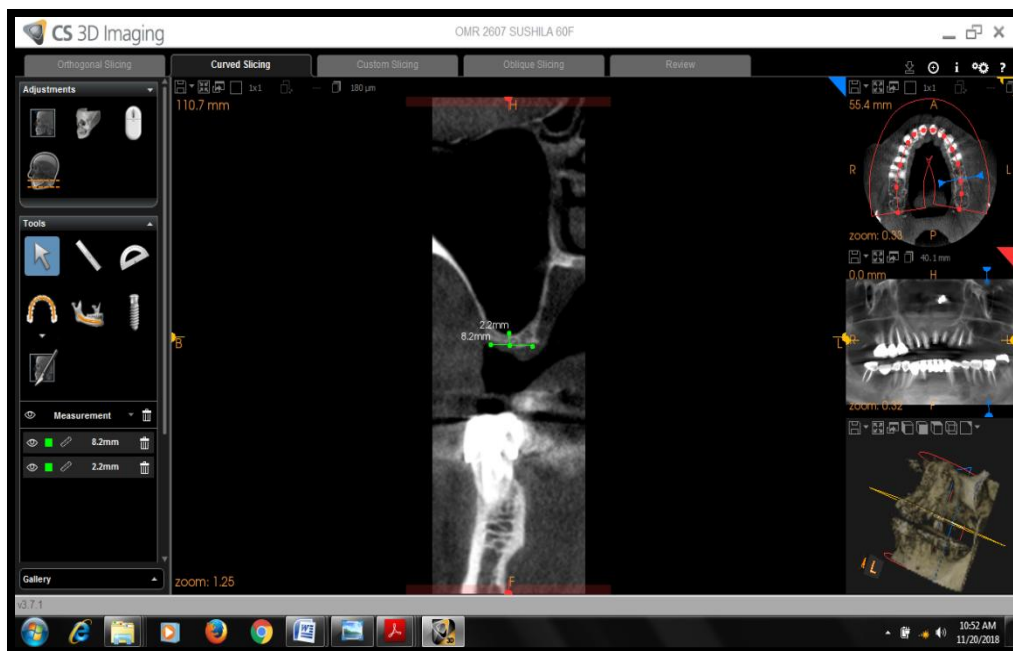 CS 3D Imaging
OMR 2607 SUSHILA 60F
Orthogonal Slicing
Curved Slicing
Custom Slicing
Oblique Slicing
Review
Adjustments
Tools
Measurement
8.2mm
2.2mm
Gallery
v3.7.1
1x1
180 µm
110.7 mm
H
B
L
2.2mm
8.2mm
zoom: 1.25
F
1x1
55.4 mm
A
R
L
zoom: 0.33
P
40.1 mm
0.0 mm
H
zoom: 0.32
F
L
10:52 AM
11/20/2018